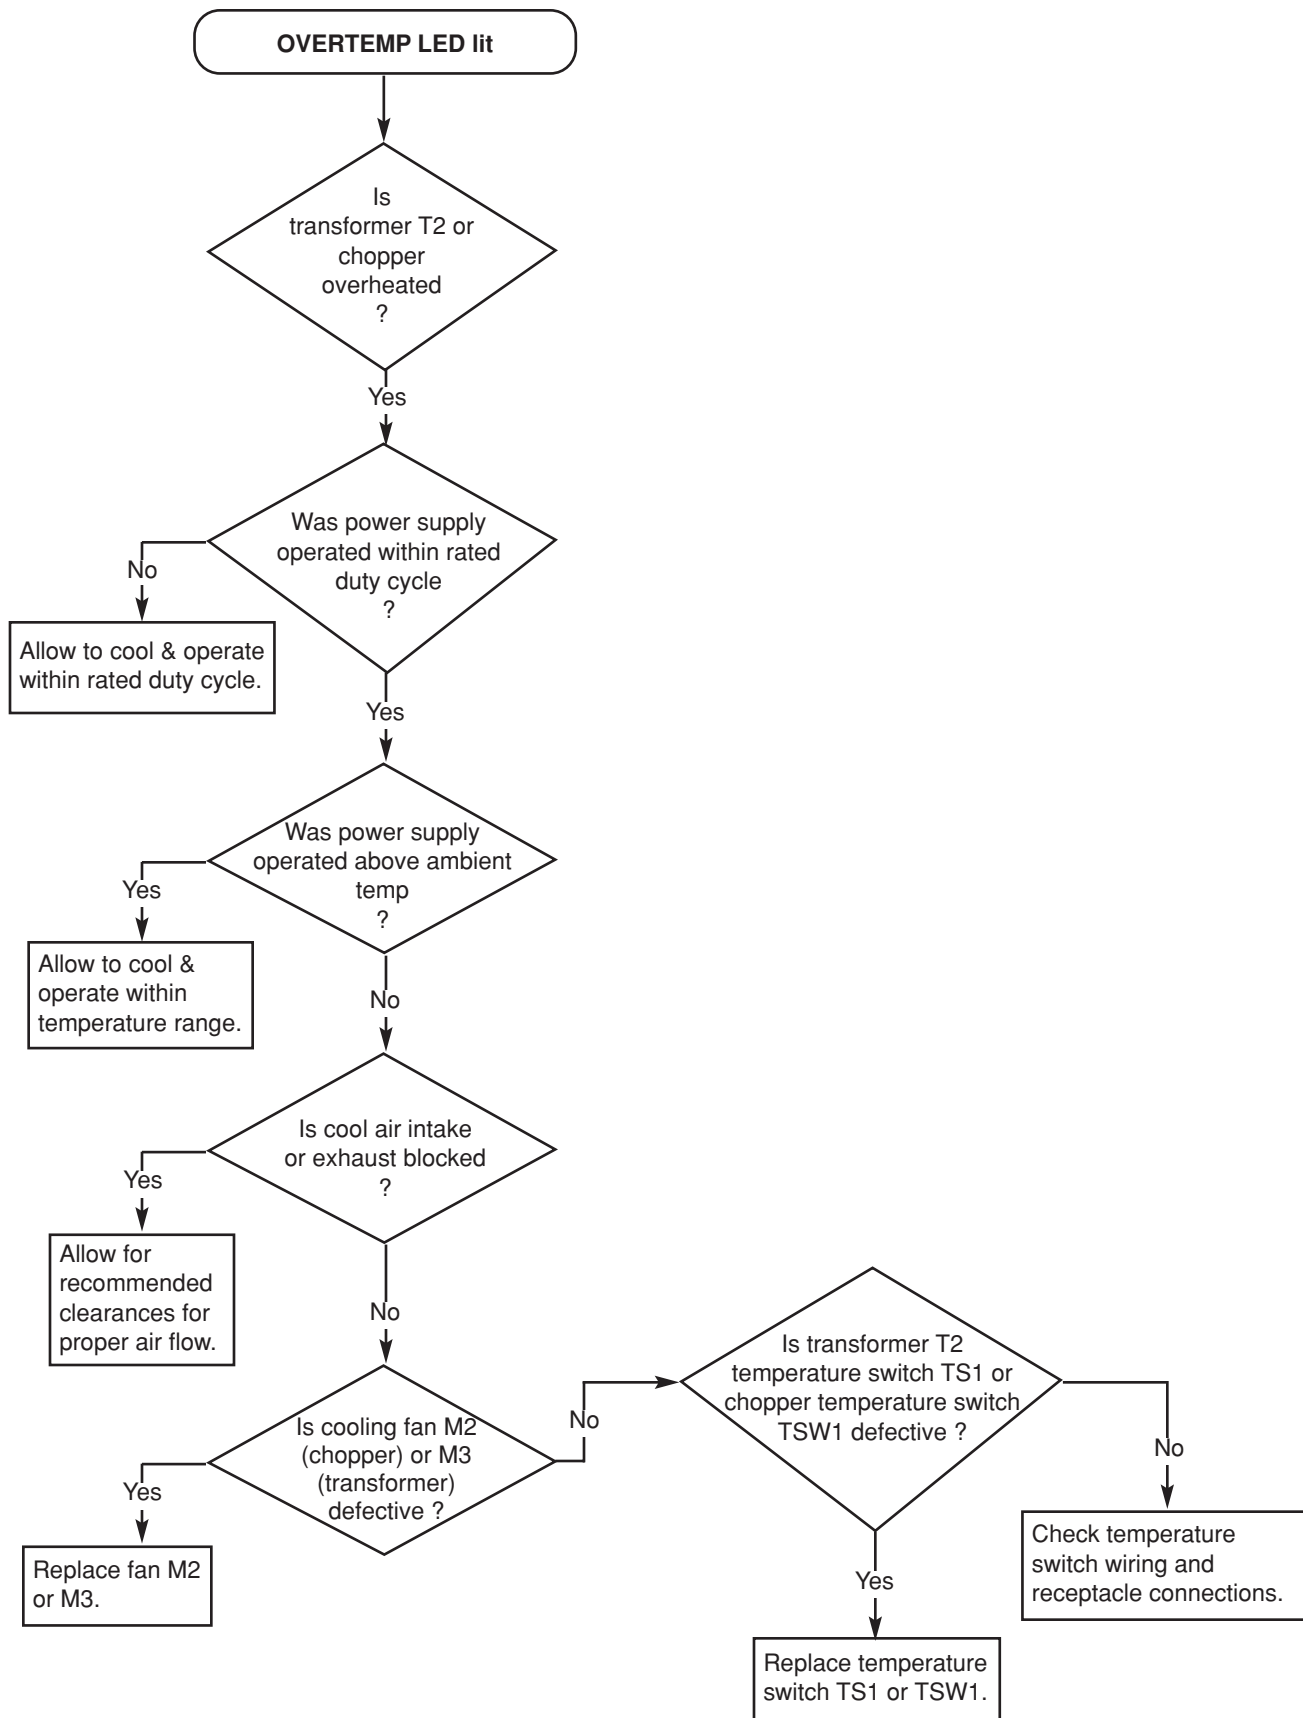 OVERTEMP LED lit
Is
transformer T2 or
chopper
overheated
?
Yes
Was power supply
operated within rated
duty cycle
?
No
Allow to cool & operate
within rated duty cycle.
Yes
Was power supply
operated above ambient
temp
?
Yes
Allow to cool &
operate within
temperature range.
No
Is cool air intake
or exhaust blocked
?
Yes
Allow for
recommended
clearances for
proper air flow.
No
Is cooling fan M2
(chopper) or M3
(transformer)
defective ?
Yes
Replace fan M2
or M3.
No
Is transformer T2
temperature switch TS1 or
chopper temperature switch
TSW1 defective ?
No
Check temperature
switch wiring and
receptacle connections.
Yes
Replace temperature
switch TS1 or TSW1.